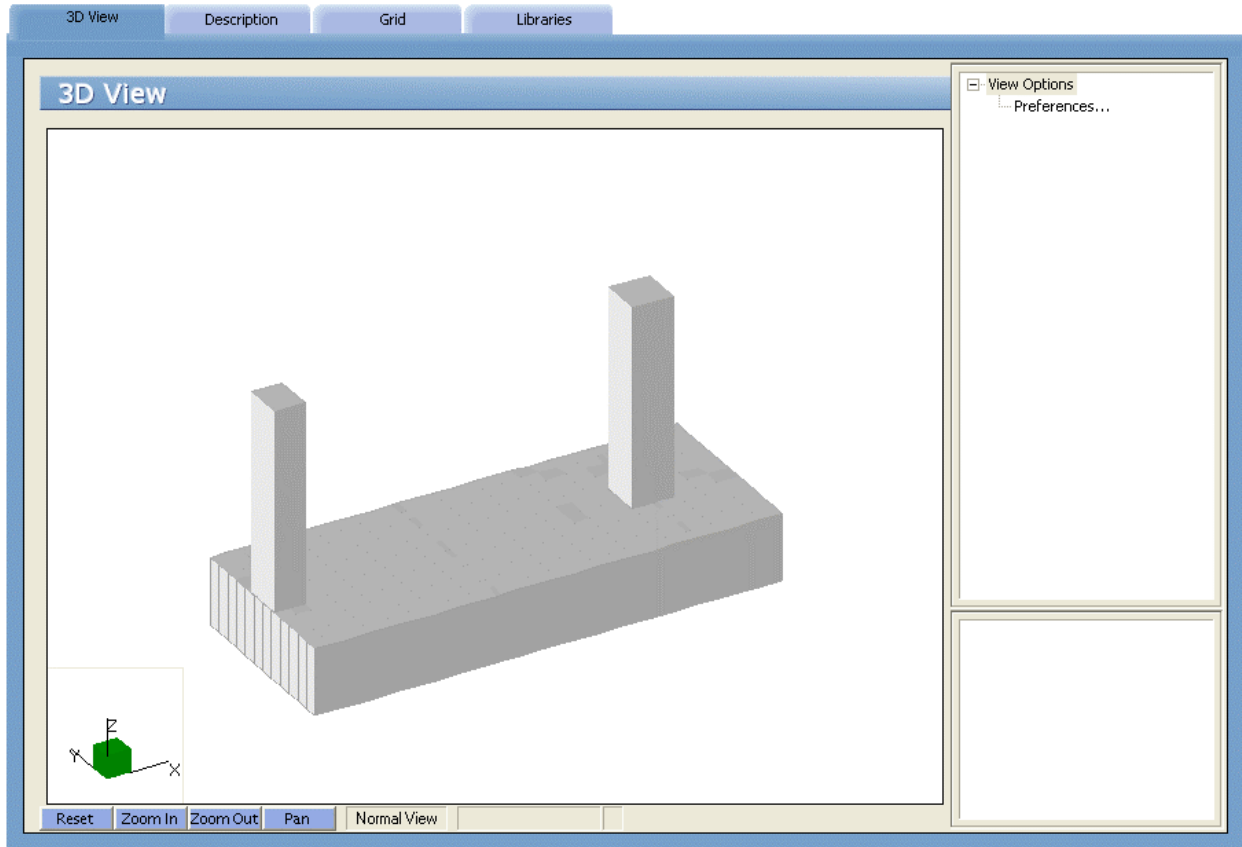 3D View
Description
Grid
Libraries
3D View
View Options
Preferences...
Z
Y
X
Reset
Zoom In
Zoom Out
Pan
Normal View